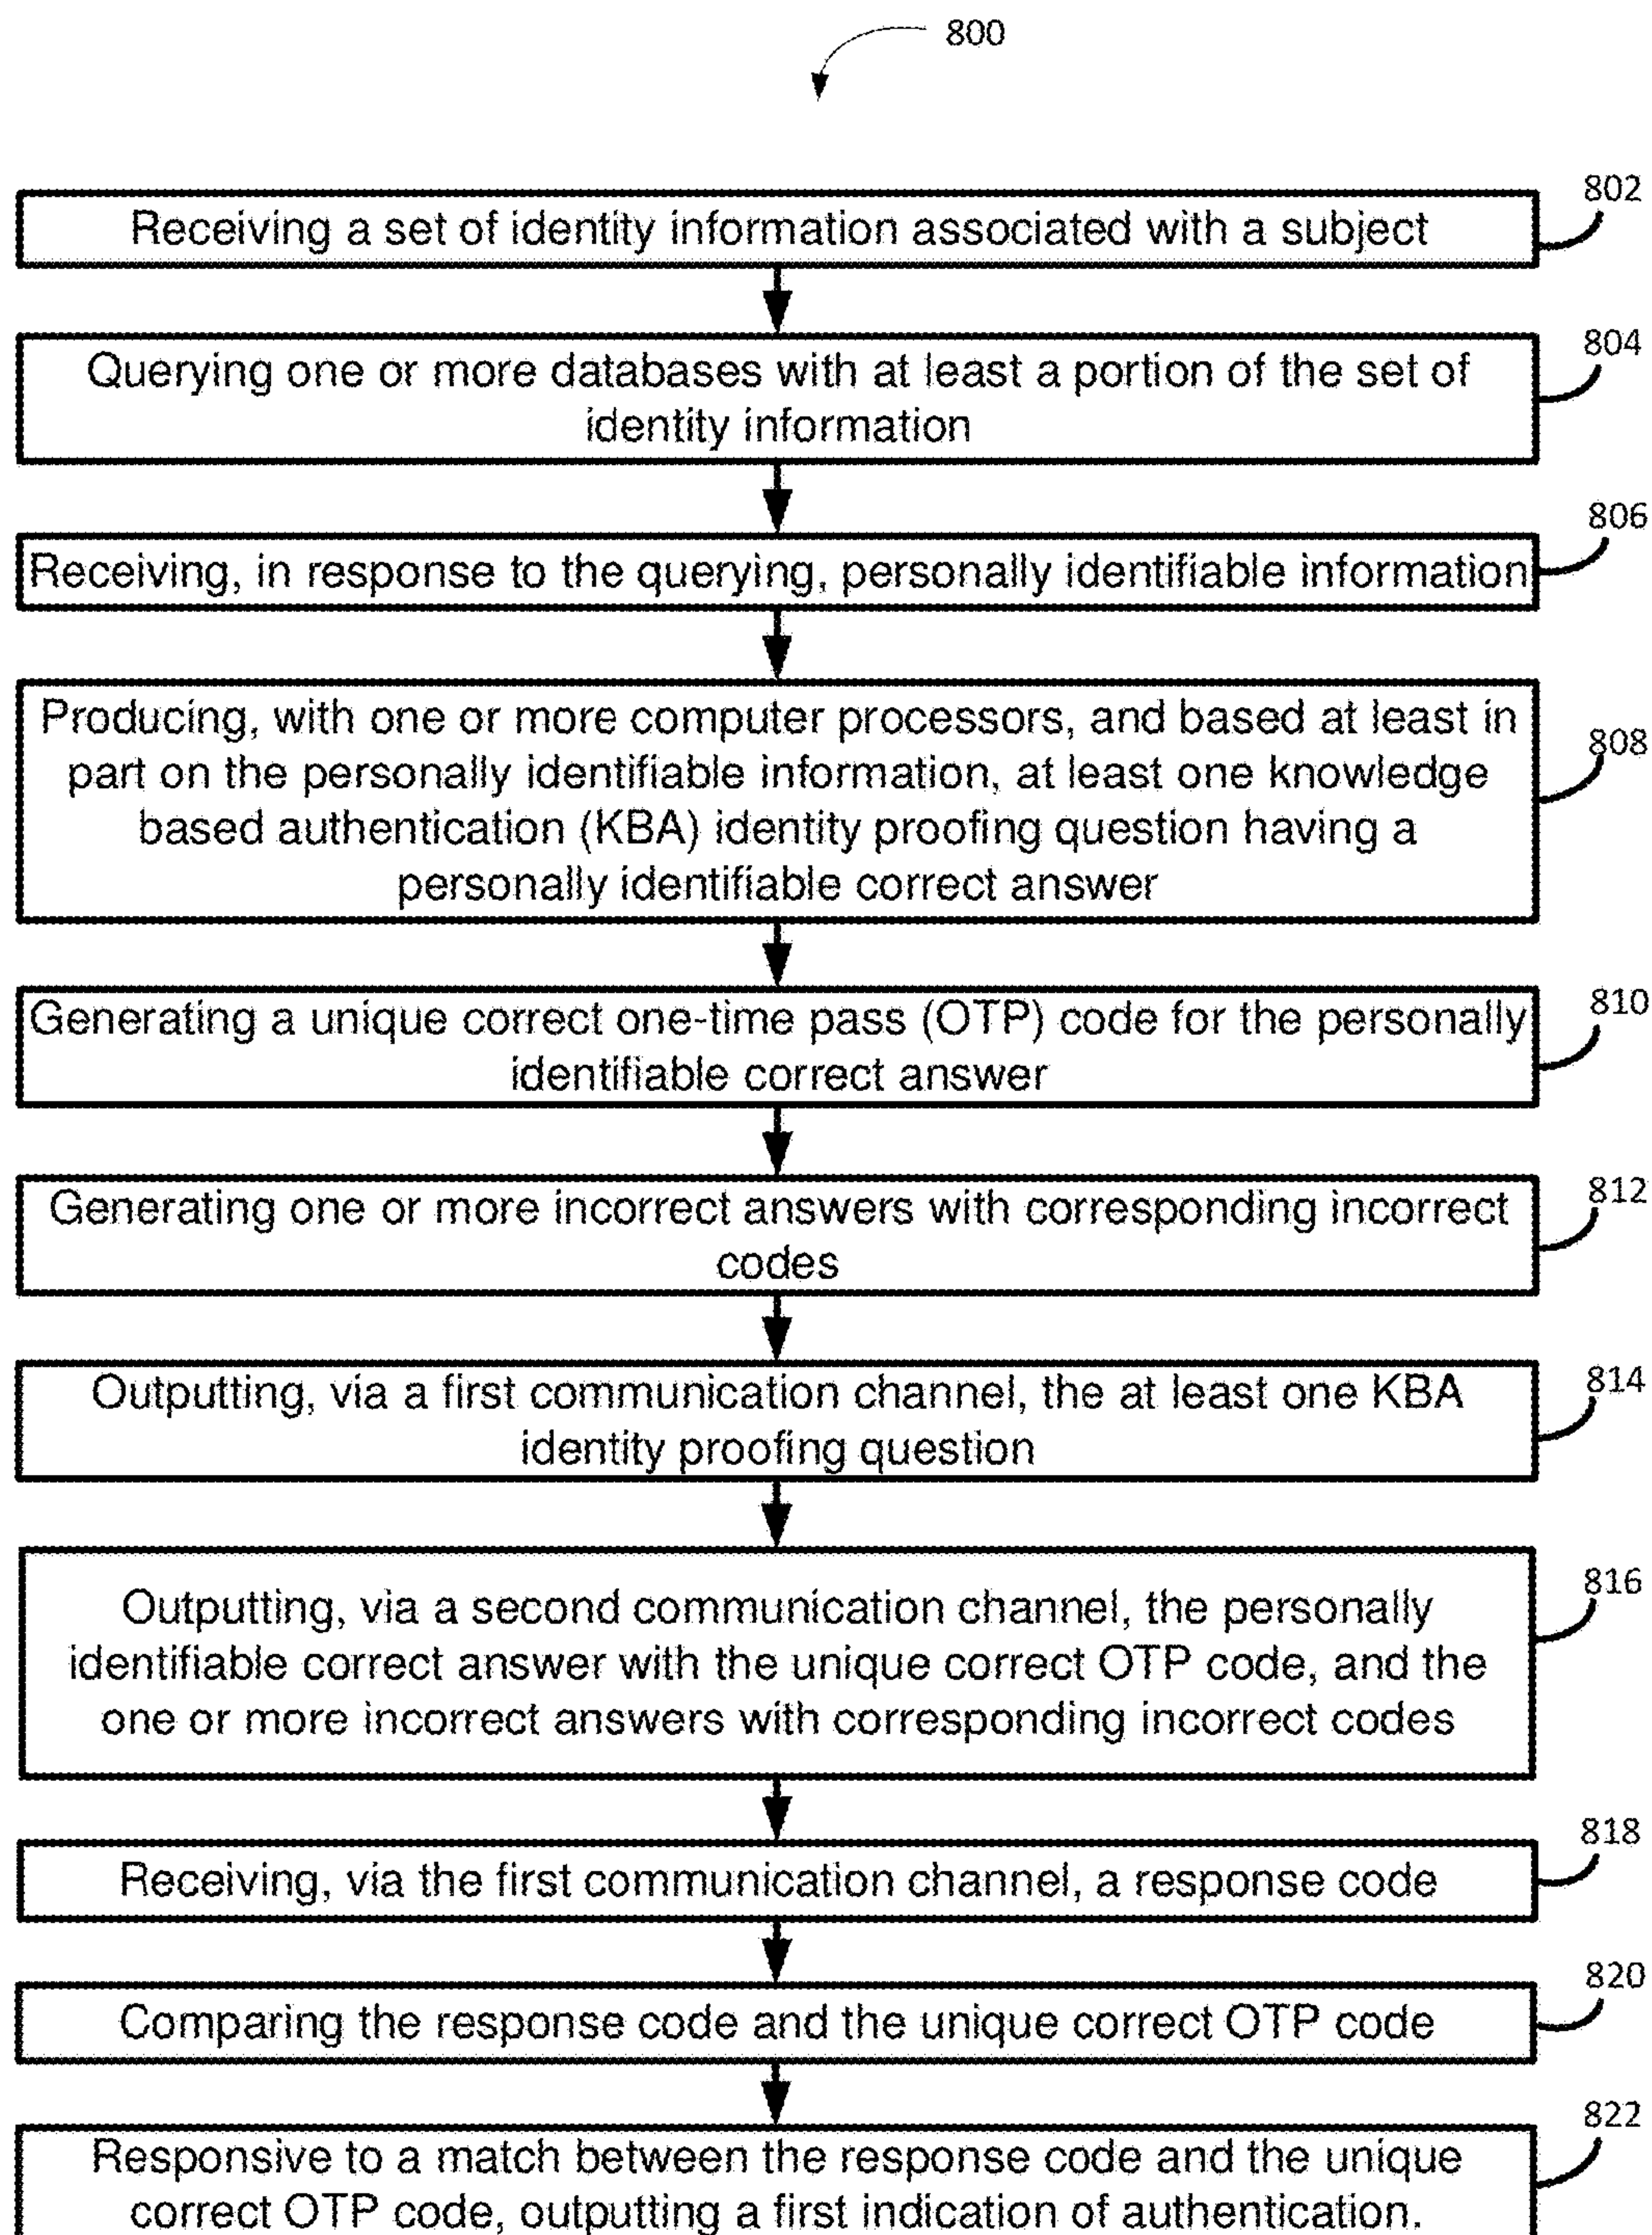 800
802
Receiving a set of identity information associated with a subject
804
Querying one or more databases with at least a portion of the set of
identity information
806
Receiving, in response to the querying, personally identifiable information
808
Producing, with one or more computer processors, and based at least in
part on the personally identifiable information, at least one knowledge
based authentication (KBA) identity proofing question having a
personally identifiable correct answer
810
Generating a unique correct one-time pass (OTP) code for the personally
identifiable correct answer
812
Generating one or more incorrect answers with corresponding incorrect
codes
814
Outputting, via a first communication channel, the at least one KBA
identity proofing question
816
Outputting, via a second communication channel, the personally
identifiable correct answer with the unique correct OTP code, and the
one or more incorrect answers with corresponding incorrect codes
818
Receiving, via the first communication channel, a response code
820
Comparing the response code and the unique correct OTP code
822
Responsive to a match between the response code and the unique
correct OTP code, outputting a first indication of authentication.